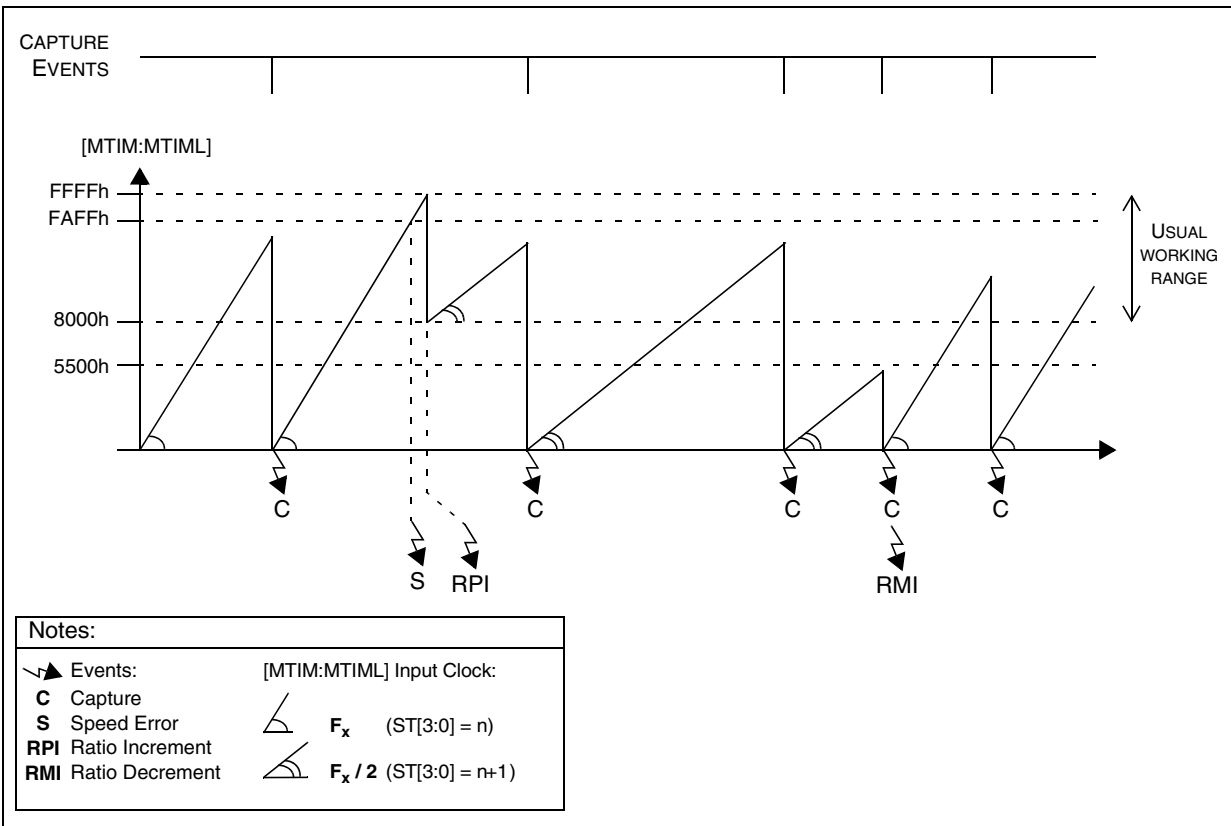 CAPTURE
EVENTS
[MTIM:MTIML]
FFFFh
FAFFh
8000h
5500h
USUAL
WORKING
RANGE
C
C
C
C
C
S
RPI
RMI
Notes:
Events:
C Capture
S Speed Error
RPI Ratio Increment
RMI Ratio Decrement
[MTIM:MTIML] Input Clock:
Fx (ST[3:0] = n)
Fx / 2 (ST[3:0] = n+1)